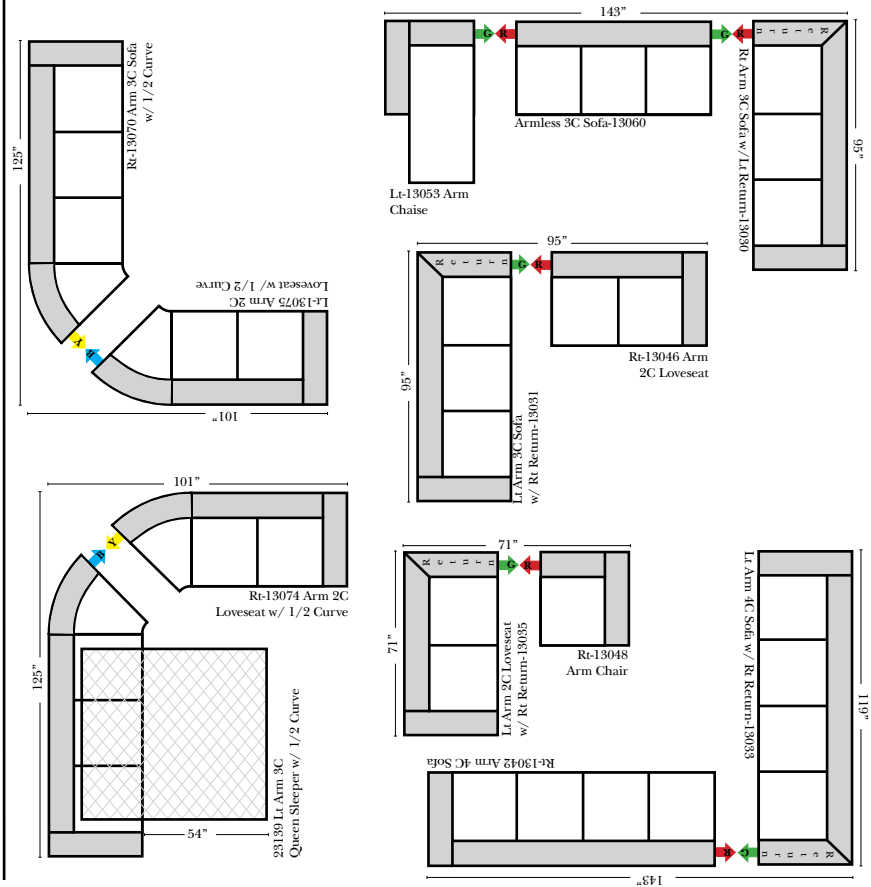 125”
Rt-13070 Arm 3C Sofa
w/ 1/2 Curve
Lt-13075 Arm 2C
Loveseat w/ 1/2 Curve
Y
B
101”
143”
G
R
G
R
Return
Armless 3C Sofa-13060
Lt-13053 Arm
Chaise
Rt Arm 3C Sofa w/Lt Return-13030
95”
95”
Return
G
R
Rt-13046 Arm
2C Loveseat
95”
Lt Arm 3C Sofa
w/ Rt Return-13031
101”
B
Y
Rt-13074 Arm 2C
Loveseat w/ 1/2 Curve
125”
54”
23139 Lt Arm 3C
Queen Sleeper w/ 1/2 Curve
71”
Return
G
R
71”
Lt Arm 2C Loveseat
w/ Rt Return-13035
Rt-13048
Arm Chair
Lt Arm 4C Sofa w/ Rt Return-13033
119”
Rt-13042 Arm 4C Sofa
R
G
Return
143”